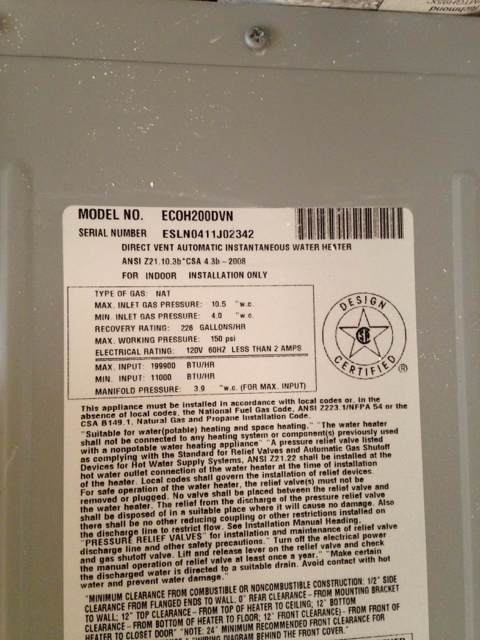 Richmond
MODEL NO. ECOH200DVN
SERIAL NUMBER ESLN0411J02342
DIRECT VENT AUTOMATIC INSTANTANEOUS WATER HEATER
ANSI Z21.10.3b*CSA 4.3b - 2008
FOR INDOOR INSTALLATION ONLY
TYPE OF GAS: NAT
MAX. INLET GAS PRESSURE: 10.5 "w.c.
MIN. INLET GAS PRESSURE: 4.0 "w.c.
RECOVERY RATING: 226 GALLONS/HR
MAX. WORKING PRESSURE: 150 psi
ELECTRICAL RATING: 120V 60HZ LESS THAN 2 AMPS
MAX. INPUT: 199900 BTU/HR
MIN. INPUT: 11000 BTU/HR
MANIFOLD PRESSURE: 3.9 "w.c. (FOR MAX. INPUT)
DESIGN
CERTIFIED
®
This appliance must be installed in accordance with local codes or, in the
absence of local codes, the National Fuel Gas Code, ANSI Z223.1/NFPA 54 or the
CSA B149.1, Natural Gas and Propane Installation Code.
"Suitable for water(potable) heating and space heating." "The water heater
shall not be connected to any heating system or component(s) previously used
with a nonpotable water heating appliance" "A pressure relief valve listed
as complying with the Standard for Relief Valves and Automatic Gas Shutoff
Devices for Hot Water Supply Systems, ANSI Z21.22 shall be installed at the
hot water outlet connection of the water heater at the time of installation
of the heater. Local codes shall govern the installation of relief devices.
For safe operation of the water heater, the relief valve(s) must not be
removed or plugged. No valve shall be placed between the relief valve and
the water heater. The relief from the discharge of the pressure relief valve
shall be disposed of in a suitable place where it will cause no damage. Also
there shall be no other reducing coupling or other restrictions installed on
the discharge line to restrict flow. See Installation Manual Heading,
"PRESSURE RELIEF VALVES" for installation and maintenance of relief valve
discharge line and other safety precautions." Turn off the electrical power
and gas shutoff valve. Lift and release lever on the relief valve and check
the manual operation of relief valve at least once a year." "Make certain
the discharged water is directed to a suitable drain. Avoid contact with hot
water and prevent water damage."
"MINIMUM CLEARANCE FROM COMBUSTIBLE OR NONCOMBUSTIBLE CONSTRUCTION: 1/2" SIDE
CLEARANCE FROM FLANGED ENDS TO WALL. 0" REAR CLEARANCE - FROM MOUNTING BRACKET
TO WALL; 12" TOP CLEARANCE - FROM TOP OF HEATER TO CEILING; 12" BOTTOM
CLEARANCE - FROM BOTTOM OF HEATER TO FLOOR; 12" FRONT CLEARANCE) - FROM FRONT OF
HEATER TO CLOSET DOOR" "NOTE: 24" MINIMUM RECOMMENDED FRONT CLEARANCE FOR
DIAGRAM BEHIND THE FRONT COVER."